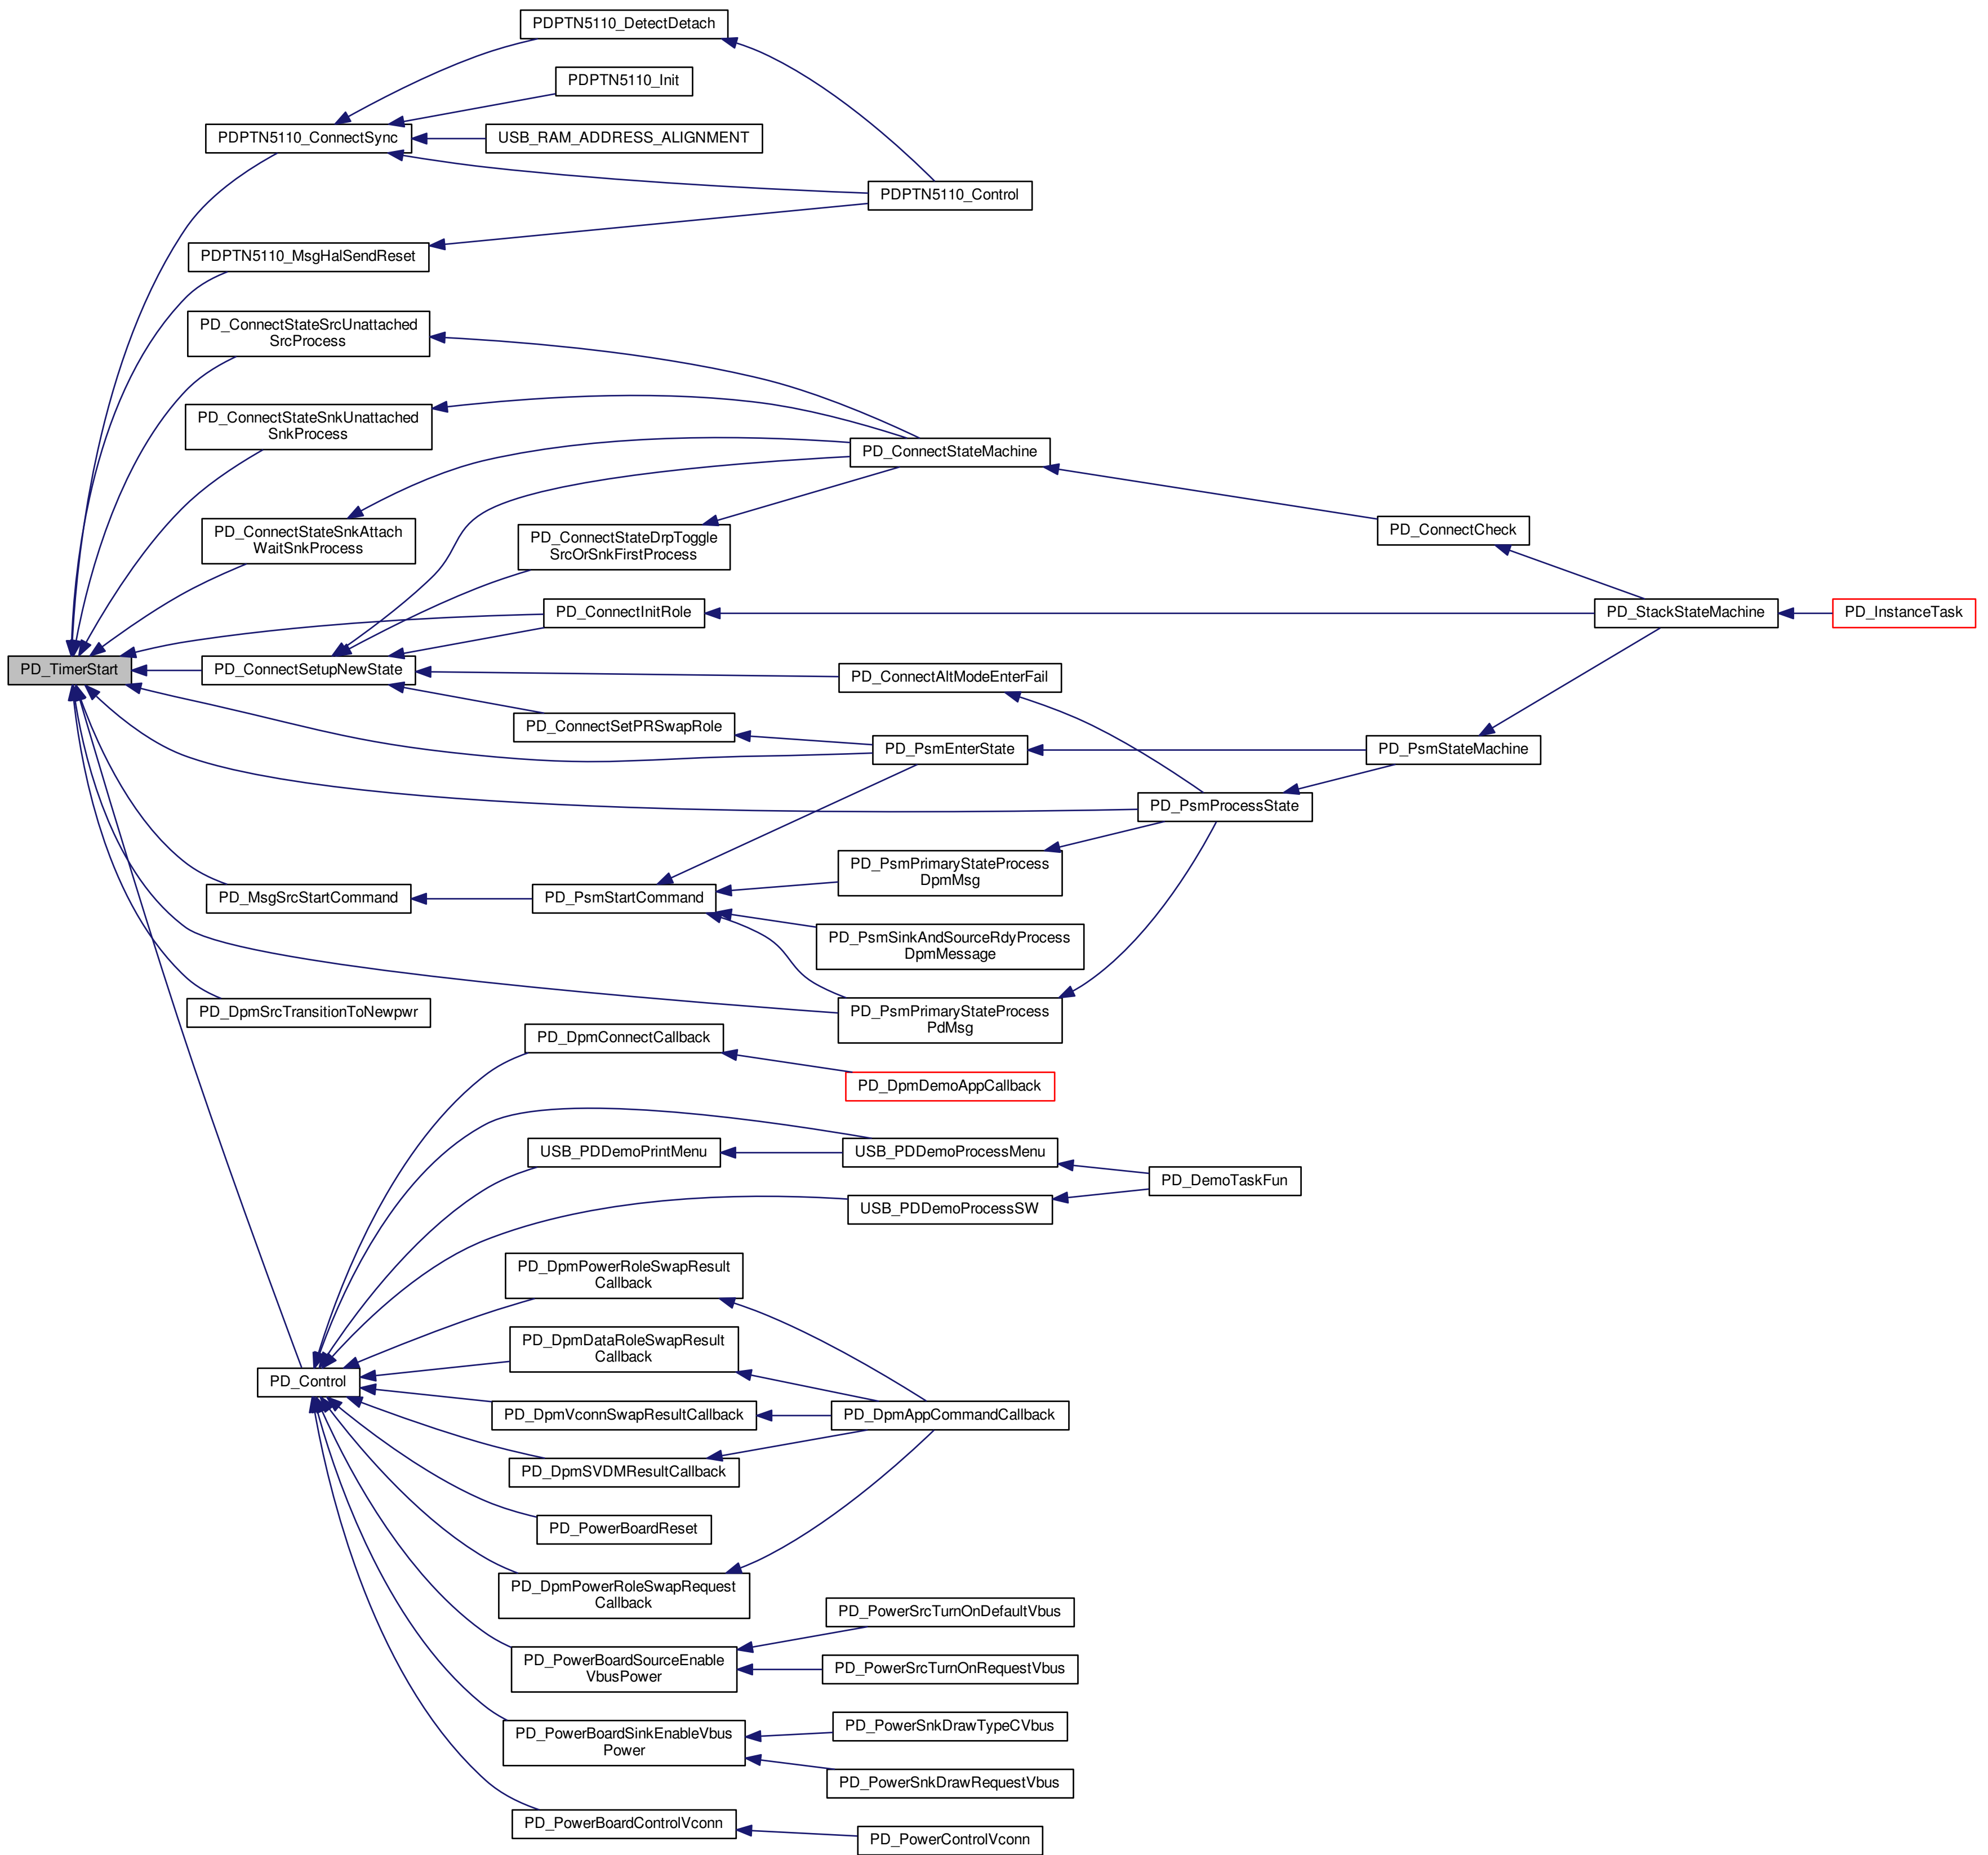 PDPTN5110_DetectDetach
PDPTN5110_Init
PDPTN5110_ConnectSync
USB_RAM_ADDRESS_ALIGNMENT
PDPTN5110_Control
PDPTN5110_MsgHalSendReset
PD_ConnectStateSrcUnattached
SrcProcess
PD_ConnectStateSnkUnattached
SnkProcess
PD_ConnectStateMachine
PD_ConnectStateSnkAttach
WaitSnkProcess
PD_ConnectStateDrpToggle
SrcOrSnkFirstProcess
PD_ConnectCheck
PD_ConnectInitRole
PD_StackStateMachine
PD_InstanceTask
PD_TimerStart
PD_ConnectSetupNewState
PD_ConnectAltModeEnterFail
PD_ConnectSetPRSwapRole
PD_PsmEnterState
PD_PsmStateMachine
PD_PsmProcessState
PD_PsmPrimaryStateProcess
DpmMsg
PD_MsgSrcStartCommand
PD_PsmStartCommand
PD_PsmSinkAndSourceRdyProcess
DpmMessage
PD_DpmSrcTransitionToNewpwr
PD_PsmPrimaryStateProcess
PdMsg
PD_DpmConnectCallback
PD_DpmDemoAppCallback
USB_PDDemoPrintMenu
USB_PDDemoProcessMenu
PD_DemoTaskFun
USB_PDDemoProcessSW
PD_DpmPowerRoleSwapResult
Callback
PD_DpmDataRoleSwapResult
Callback
PD_Control
PD_DpmVconnSwapResultCallback
PD_DpmAppCommandCallback
PD_DpmSVDMResultCallback
PD_PowerBoardReset
PD_DpmPowerRoleSwapRequest
Callback
PD_PowerSrcTurnOnDefaultVbus
PD_PowerBoardSourceEnable
VbusPower
PD_PowerSrcTurnOnRequestVbus
PD_PowerBoardSinkEnableVbus
Power
PD_PowerSnkDrawTypeCVbus
PD_PowerSnkDrawRequestVbus
PD_PowerBoardControlVconn
PD_PowerControlVconn